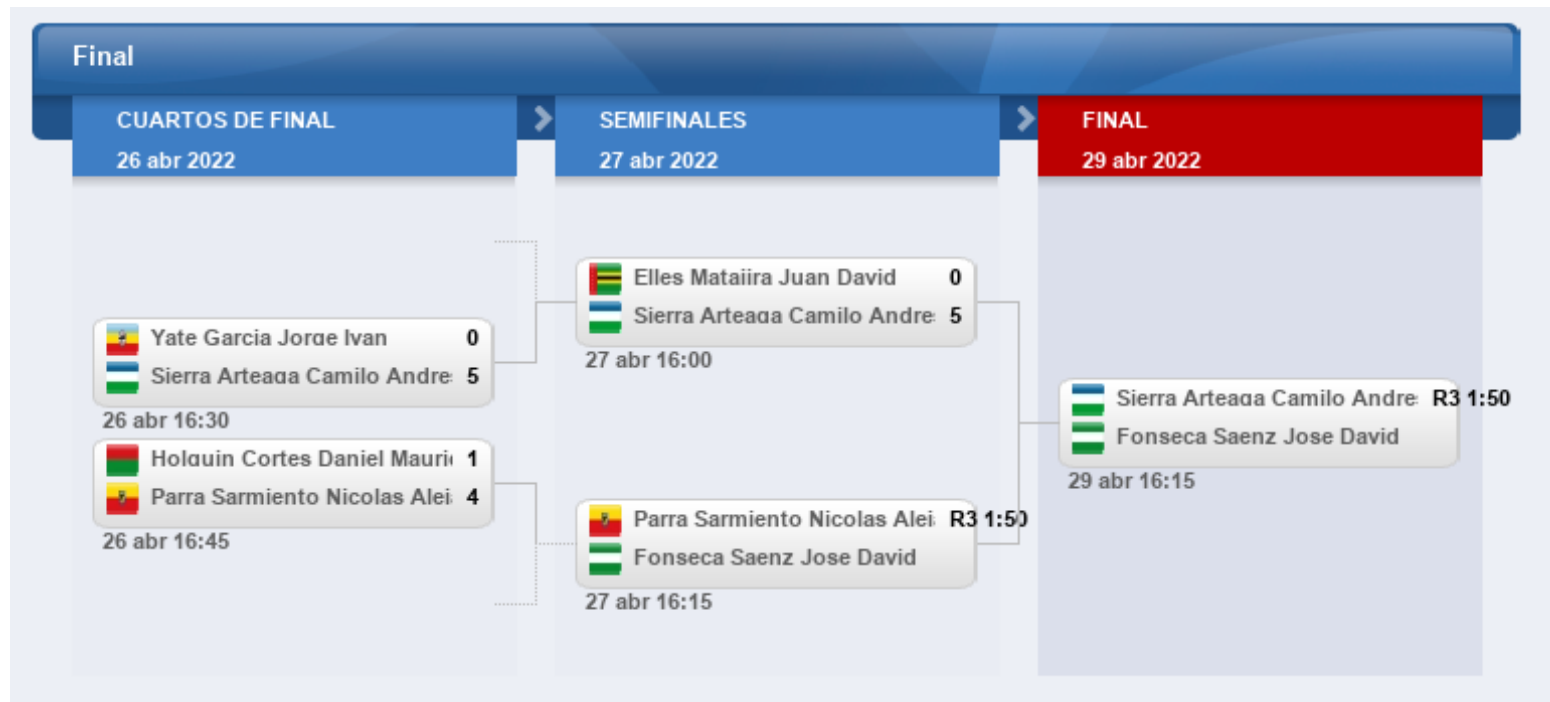 Final
CUARTOS DE FINAL
26 abr 2022
SEMIFINALES
27 abr 2022
FINAL
29 abr 2022
Yate Garcia Jorge Ivan 0
Sierra Arteaga Camilo Andre 5
26 abr 16:30
Holguin Cortes Daniel Mauri 1
Parra Sarmiento Nicolas Alej 4
26 abr 16:45
Elles Matajira Juan David 0
Sierra Arteaga Camilo Andre 5
27 abr 16:00
Parra Sarmiento Nicolas Alej R3 1:50
Fonseca Saenz Jose David
27 abr 16:15
Sierra Arteaga Camilo Andre R3 1:50
Fonseca Saenz Jose David
29 abr 16:15